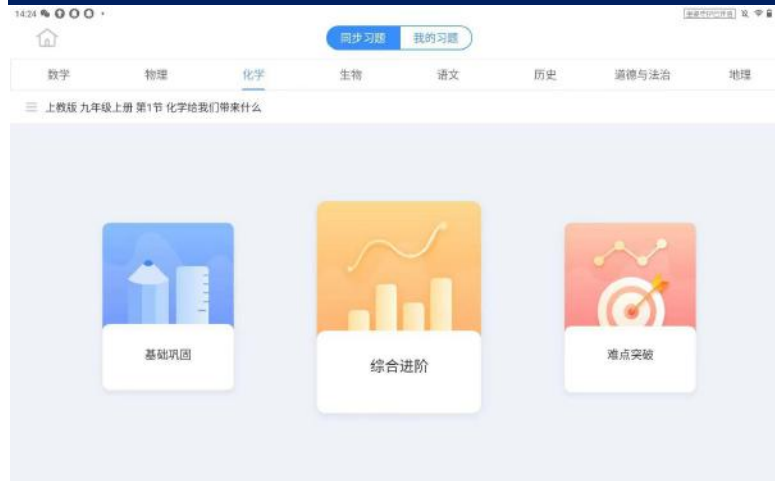 14:24
同步习题 我的习题
数学 物理 化学 生物 语文 历史 道德与法治 地理
上教版 九年级上册 第1节 化学给我们带来什么
基础巩固 综合进阶 难点突破